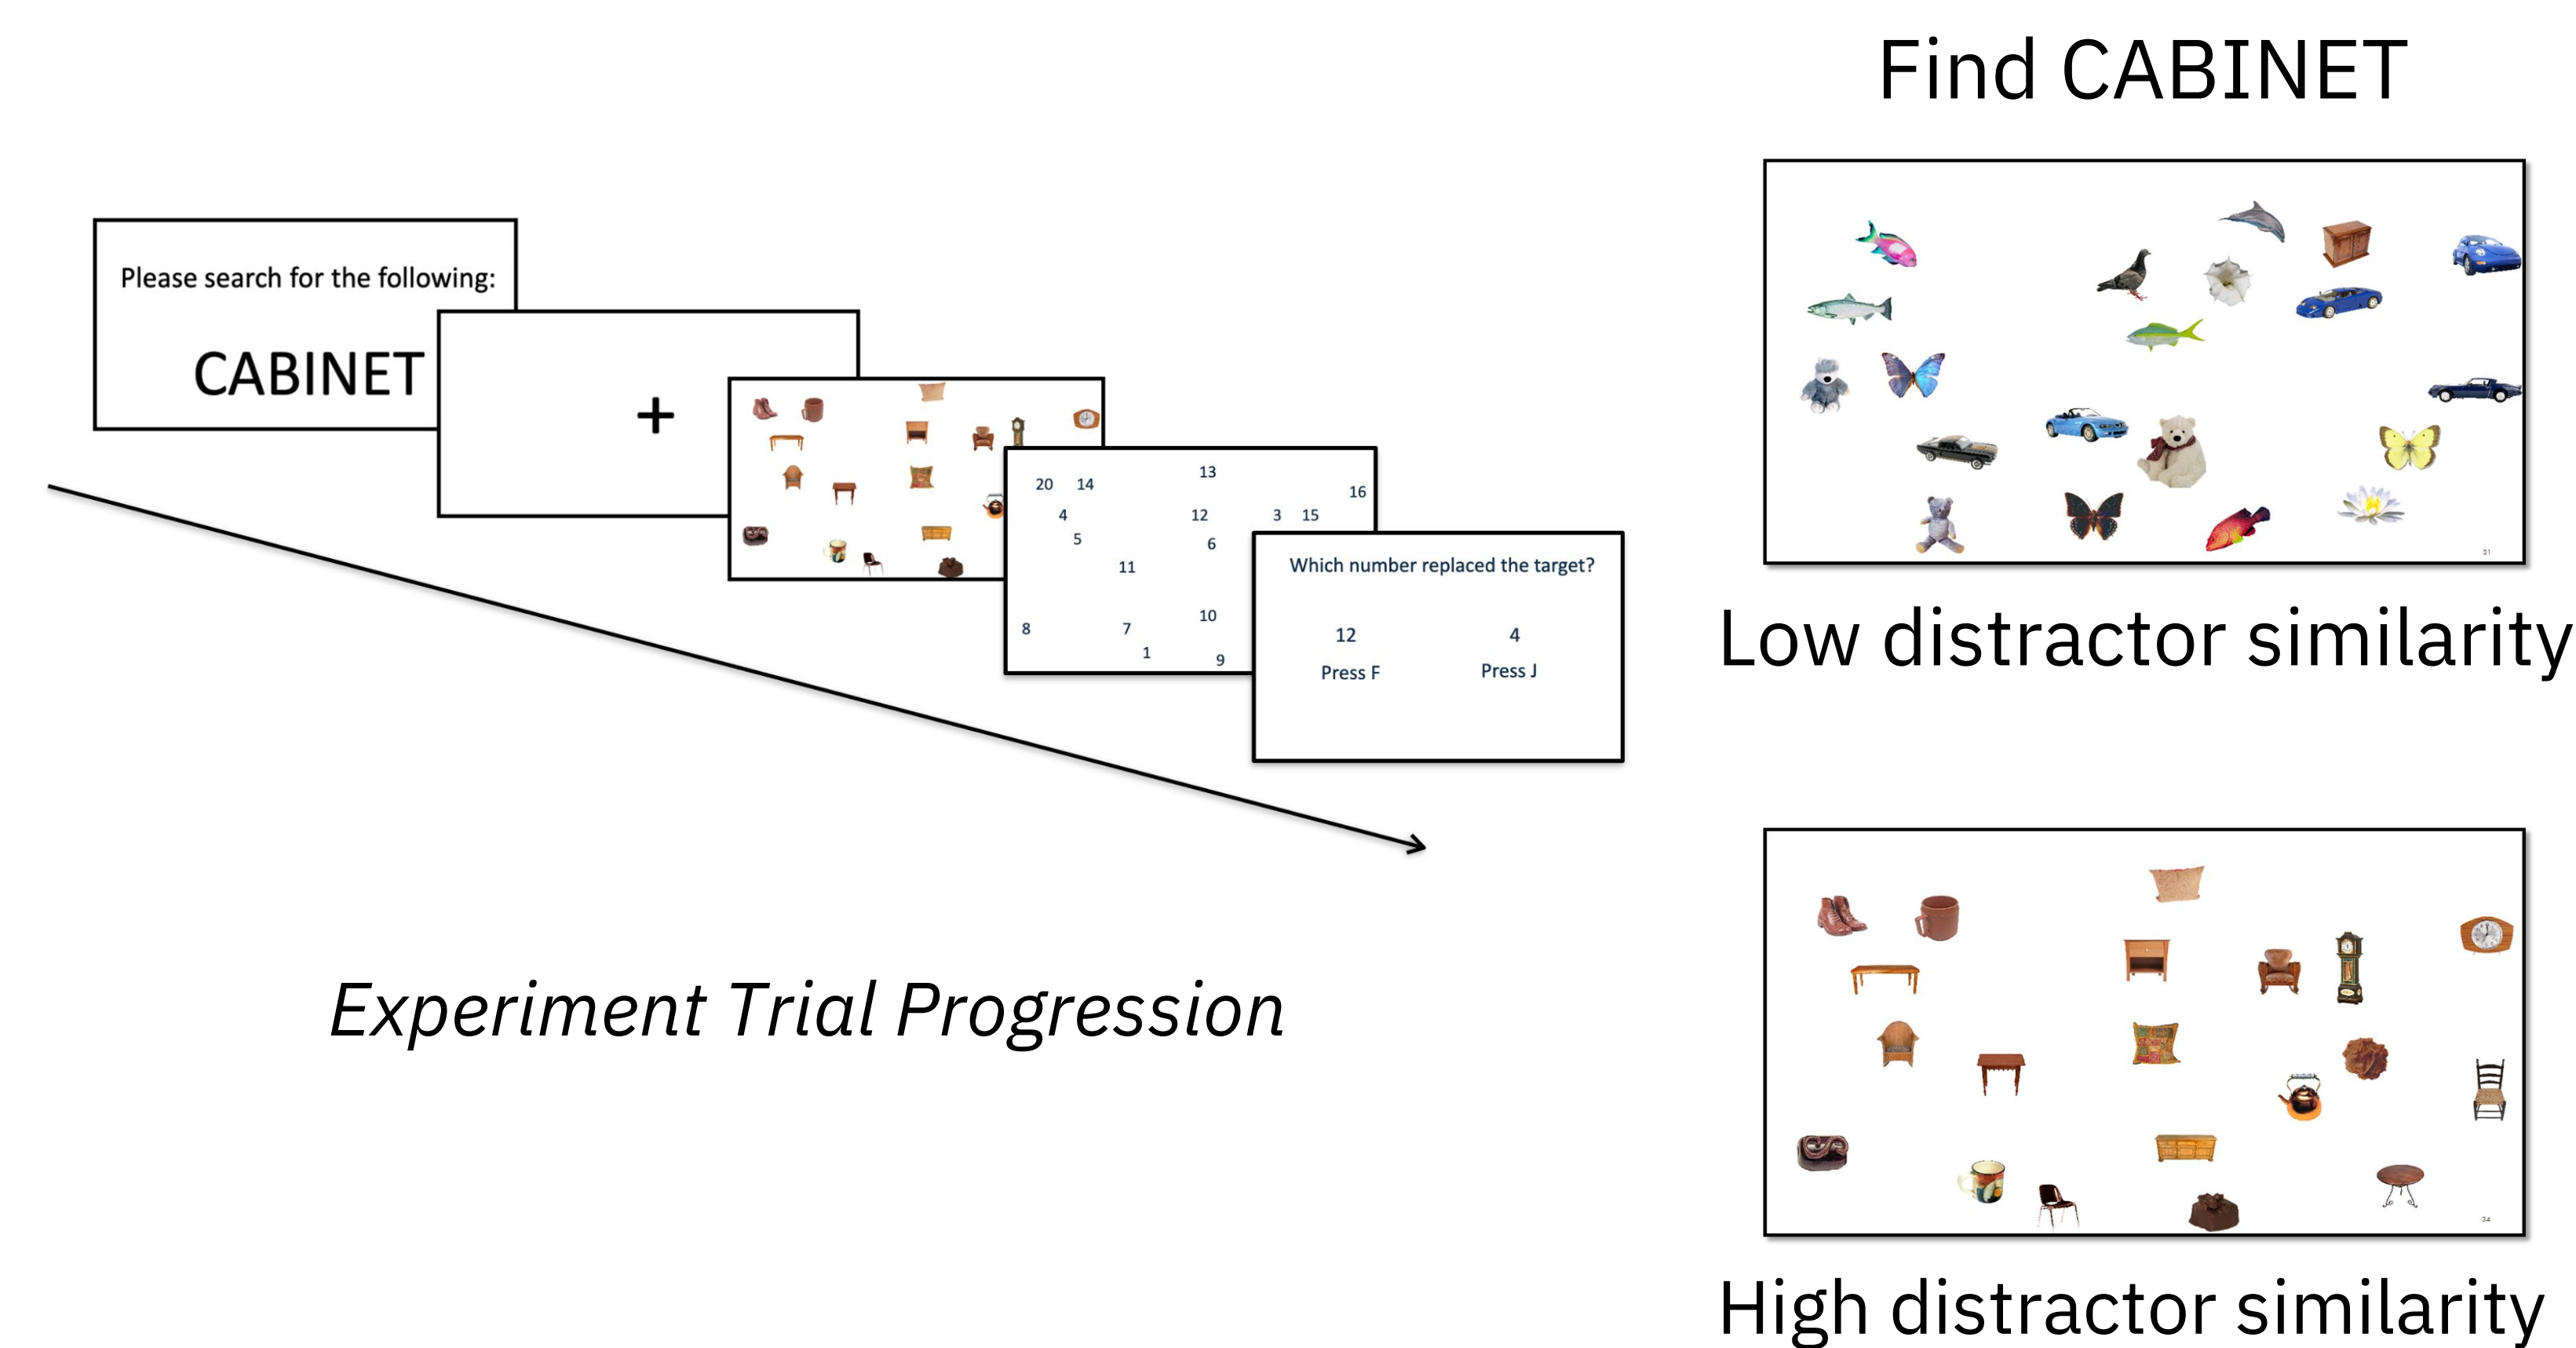 Find CABINET
Please search for the following:
CABINET
+
20 14 13 16
4 12 3 15
5 6
11
8 7 10
1 9
Which number replaced the target?
12 4
Press F Press J
Experiment Trial Progression
31
Low distractor similarity
34
High distractor similarity